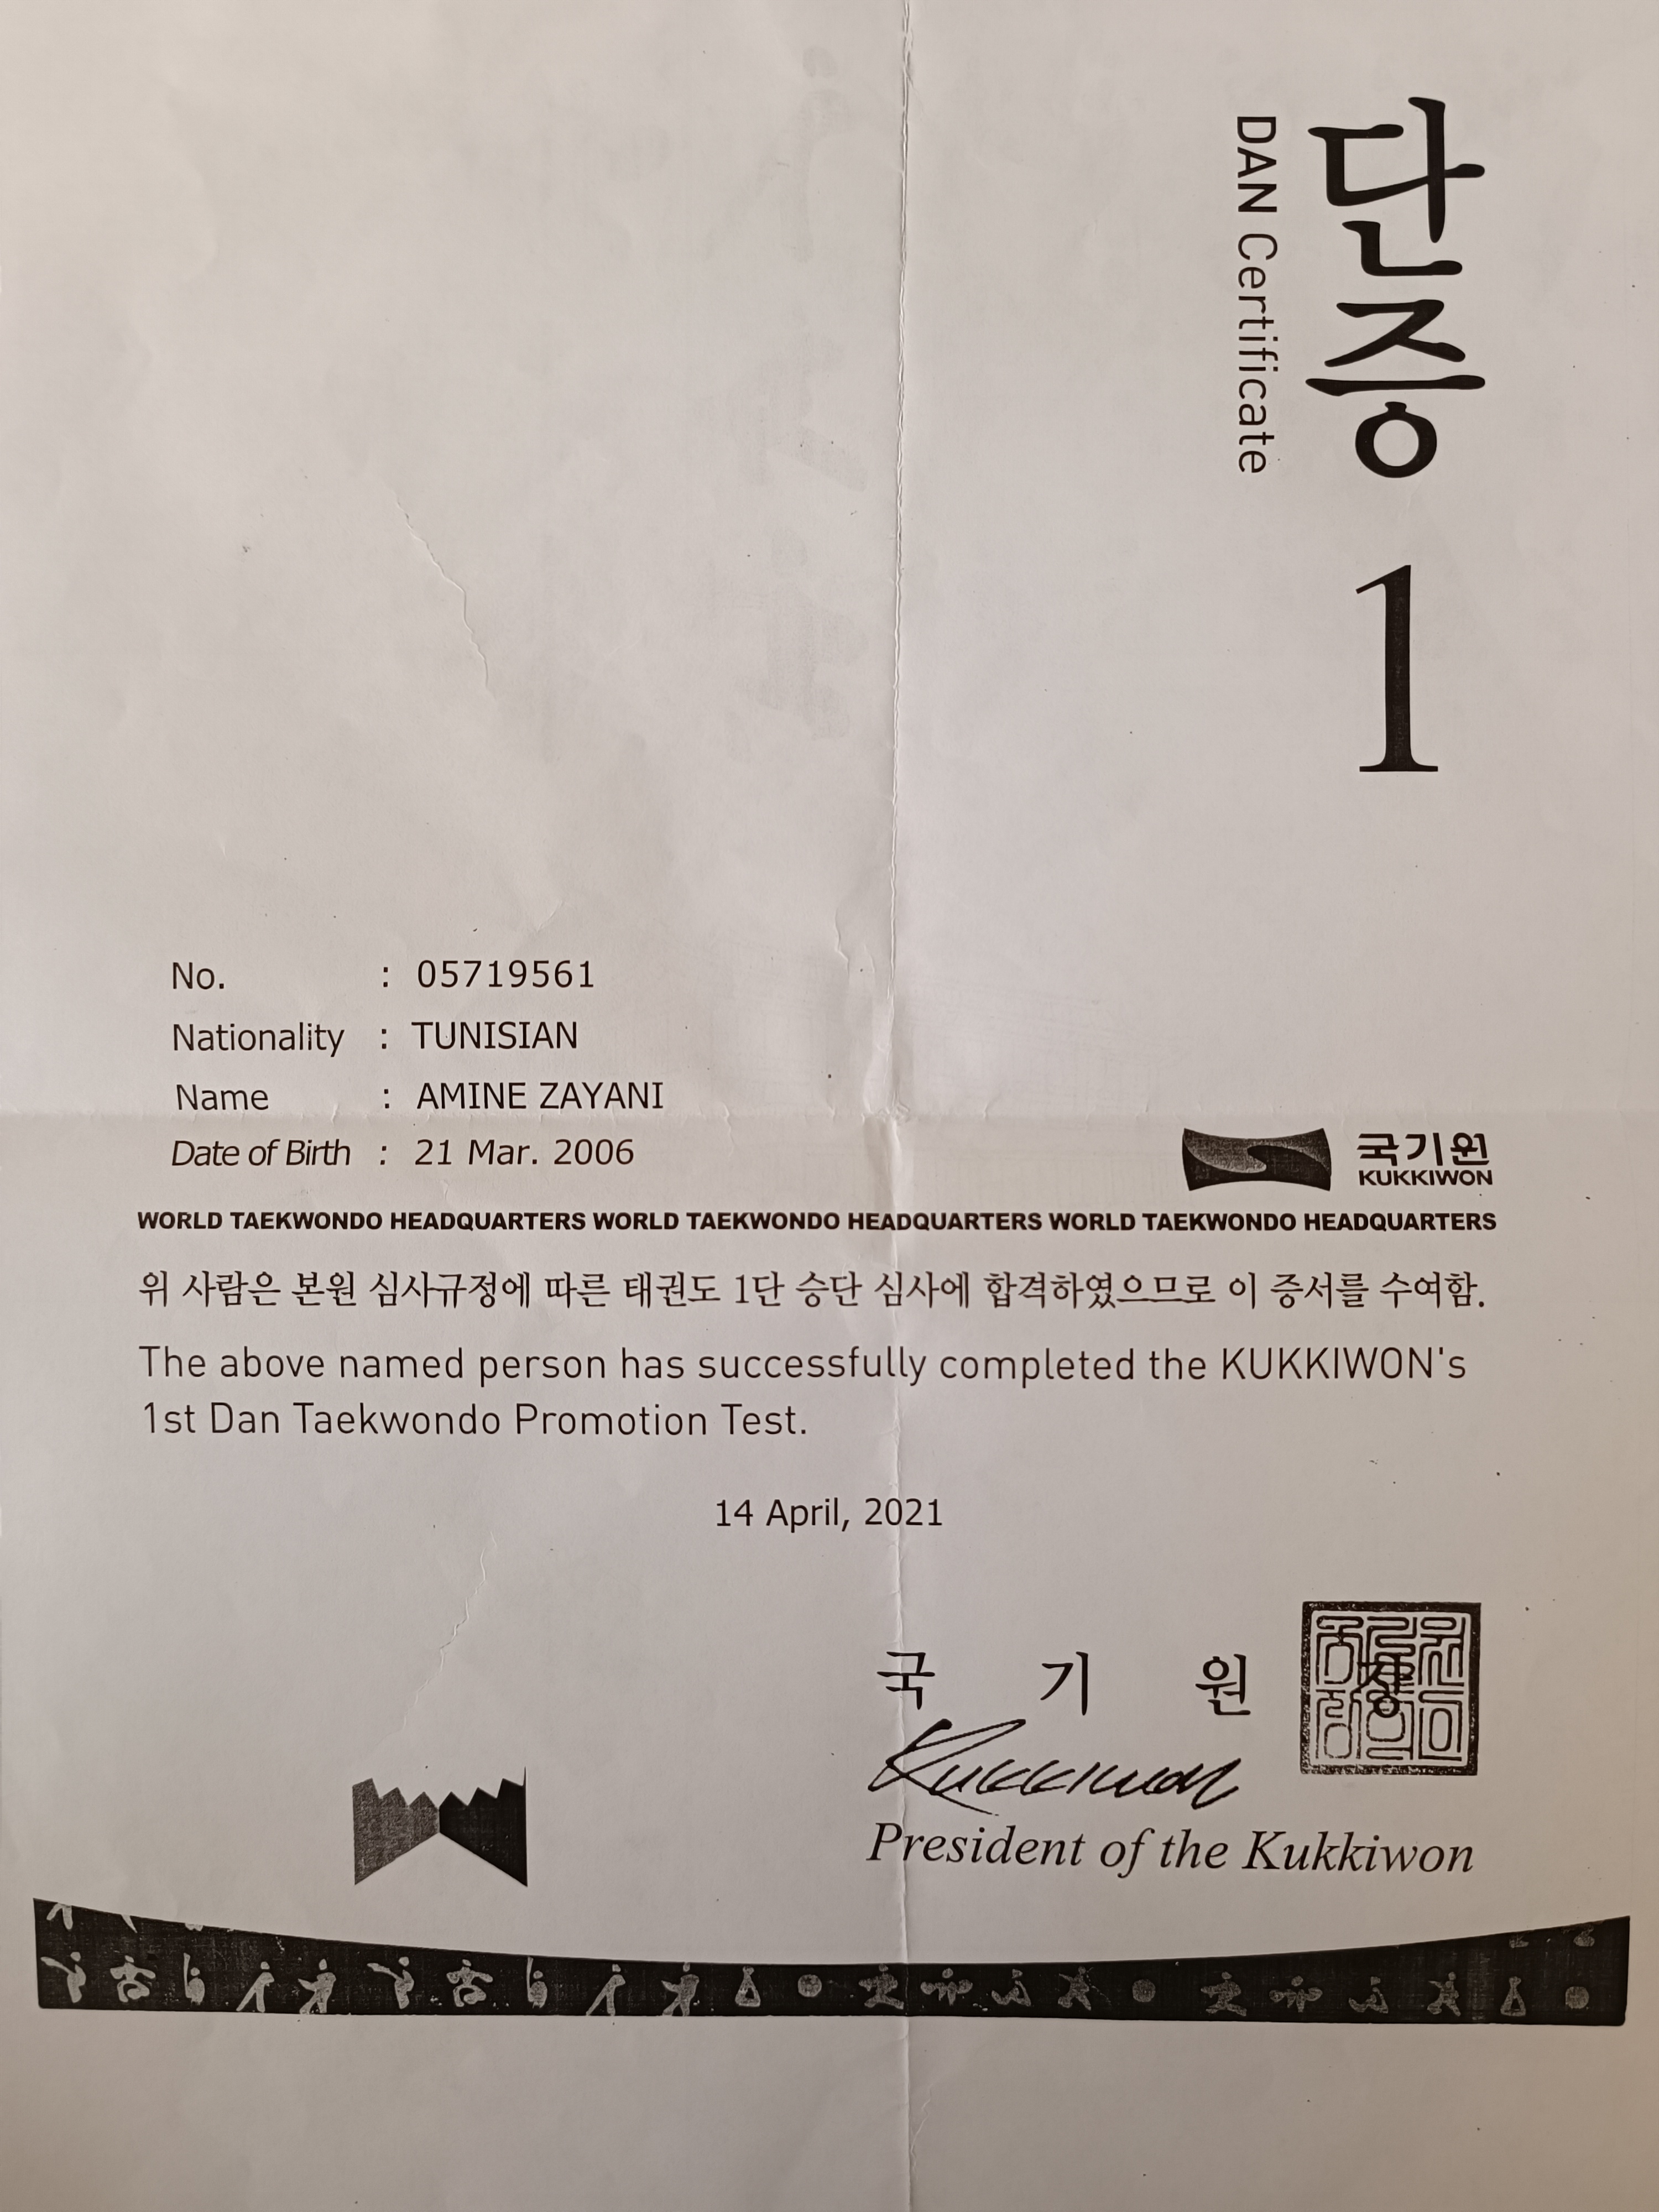 단증
DAN Certificate
1
No. : 05719561
Nationality : TUNISIAN
Name : AMINE ZAYANI
Date of Birth : 21 Mar. 2006
국기원
KUKKIWON
WORLD TAEKWONDO HEADQUARTERS WORLD TAEKWONDO HEADQUARTERS WORLD TAEKWONDO HEADQUARTERS
위 사람은 본원 심사규정에 따른 태권도 1단 승단 심사에 합격하였으므로 이 증서를 수여함.
The above named person has successfully completed the KUKKIWON's
1st Dan Taekwondo Promotion Test.
14 April, 2021
국 기 원 장
Kukkiwon
President of the Kukkiwon